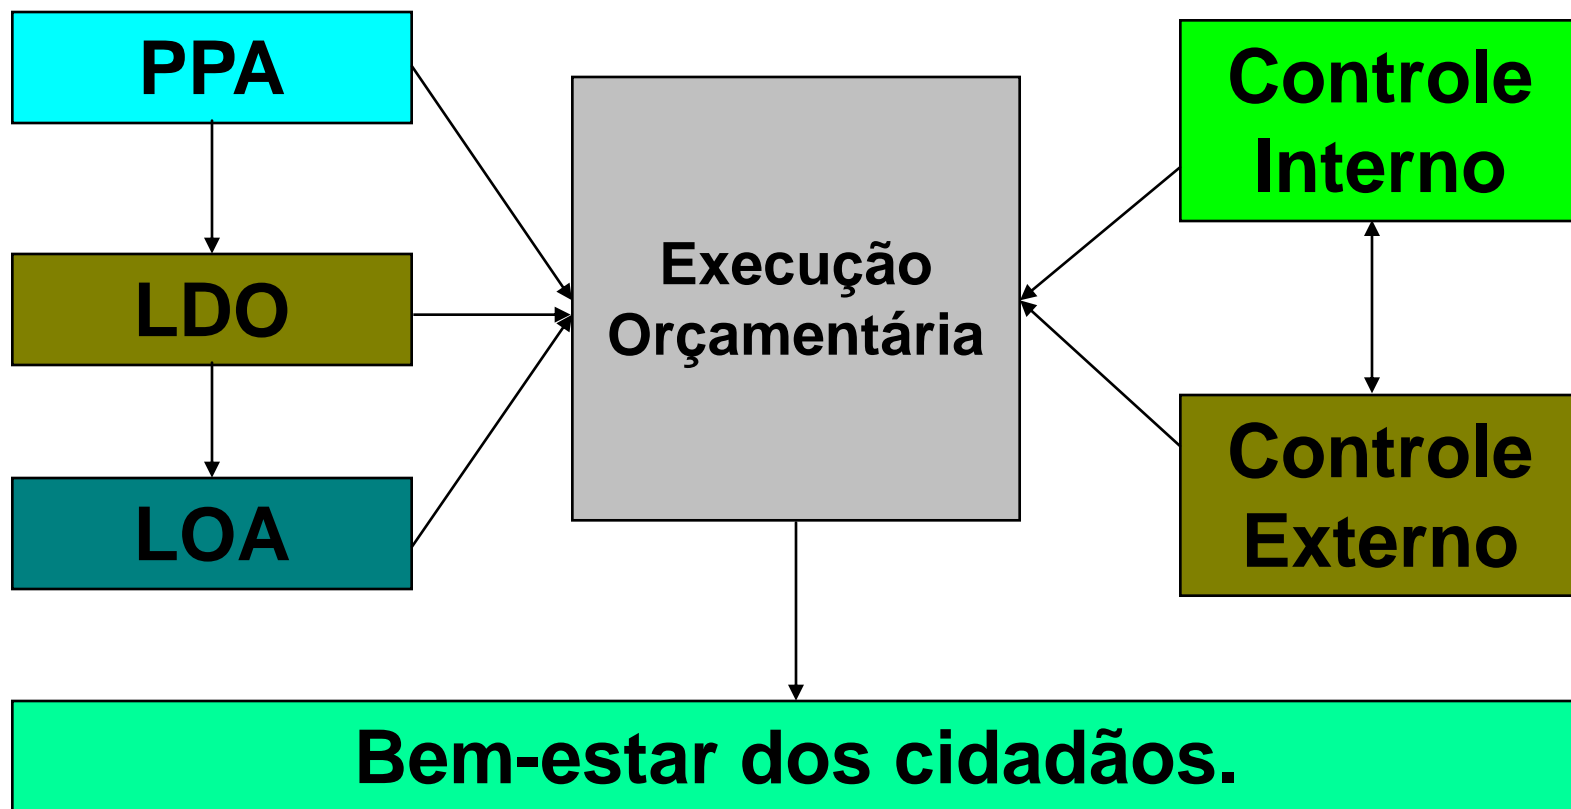 PPA
LDO
LOA
Execução
Orçamentária
Controle
Interno
Controle
Externo
Bem-estar dos cidadãos.